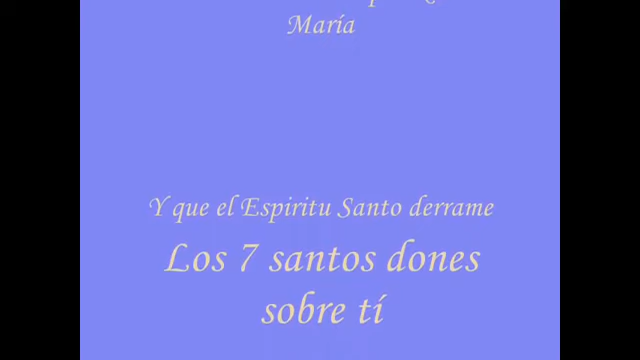 María
Y que el Espiritu Santo derrame
Los 7 santos dones
sobre tí